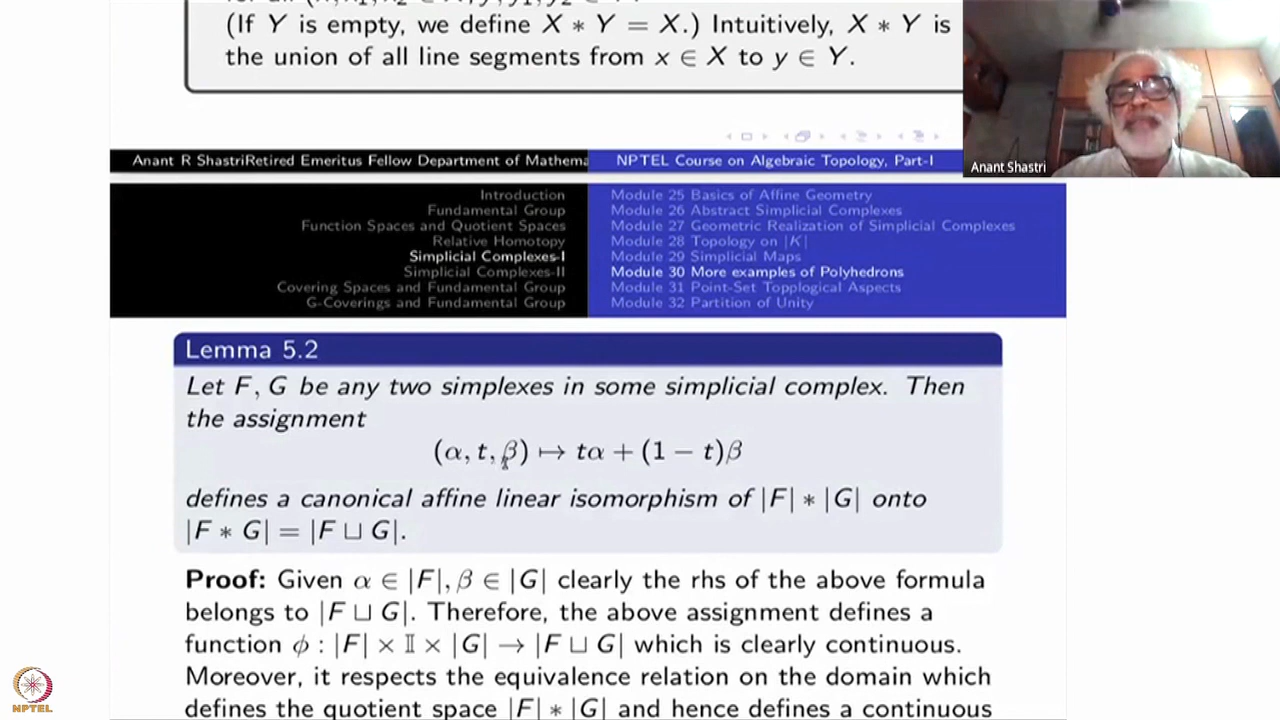 (If Y is empty, we define X ∗ Y = X.) Intuitively, X ∗ Y is
the union of all line segments from x ∈ X to y ∈ Y.
Anant Shastri
Anant R ShastriRetired Emeritus Fellow Department of Mathema
NPTEL Course on Algebraic Topology, Part-I
Introduction
Fundamental Group
Function Spaces and Quotient Spaces
Relative Homotopy
Simplicial Complexes-I
Simplicial Complexes-II
Covering Spaces and Fundamental Group
G-Coverings and Fundamental Group
Module 25 Basics of Affine Geometry
Module 26 Abstract Simplicial Complexes
Module 27 Geometric Realization of Simplicial Complexes
Module 28 Topology on |K|
Module 29 Simplicial Maps
Module 30 More examples of Polyhedrons
Module 31 Point-Set Topplogical Aspects
Module 32 Partition of Unity
Lemma 5.2
Let F, G be any two simplexes in some simplicial complex. Then
the assignment
(α, t, β) ↦ tα + (1 − t)β
defines a canonical affine linear isomorphism of |F| ∗ |G| onto
|F ∗ G| = |F ⊔ G|.
Proof: Given α ∈ |F|, β ∈ |G| clearly the rhs of the above formula
belongs to |F ⊔ G|. Therefore, the above assignment defines a
function ϕ : |F| × 𝕀 × |G| → |F ⊔ G| which is clearly continuous.
Moreover, it respects the equivalence relation on the domain which
defines the quotient space |F| ∗ |G| and hence defines a continuous
NPTEL